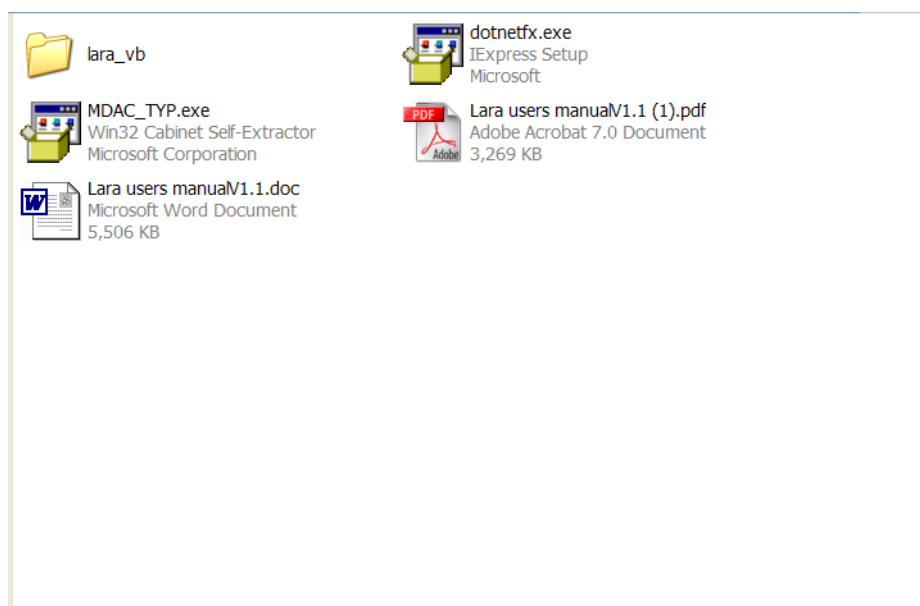 lara_vb
dotnetfx.exe
IExpress Setup
Microsoft
MDAC_TYP.exe
Win32 Cabinet Self-Extractor
Microsoft Corporation
PDF
Adobe
Lara users manualV1.1 (1).pdf
Adobe Acrobat 7.0 Document
3,269 KB
W
Lara users manualV1.1.doc
Microsoft Word Document
5,506 KB